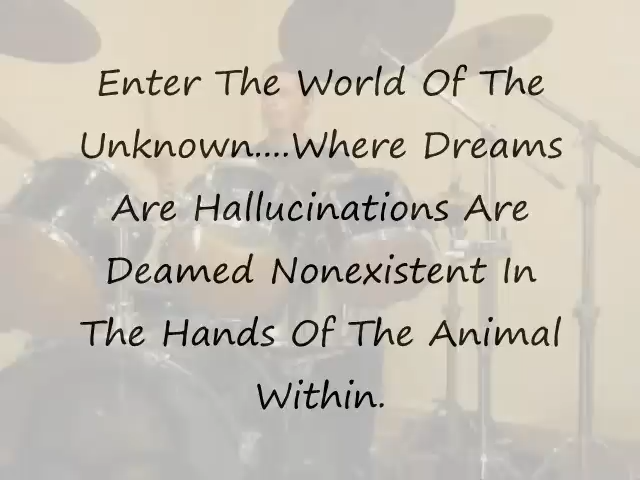 Enter The World Of The
Unknown....Where Dreams
Are Hallucinations Are
Deamed Nonexistent In
The Hands Of The Animal
Within.